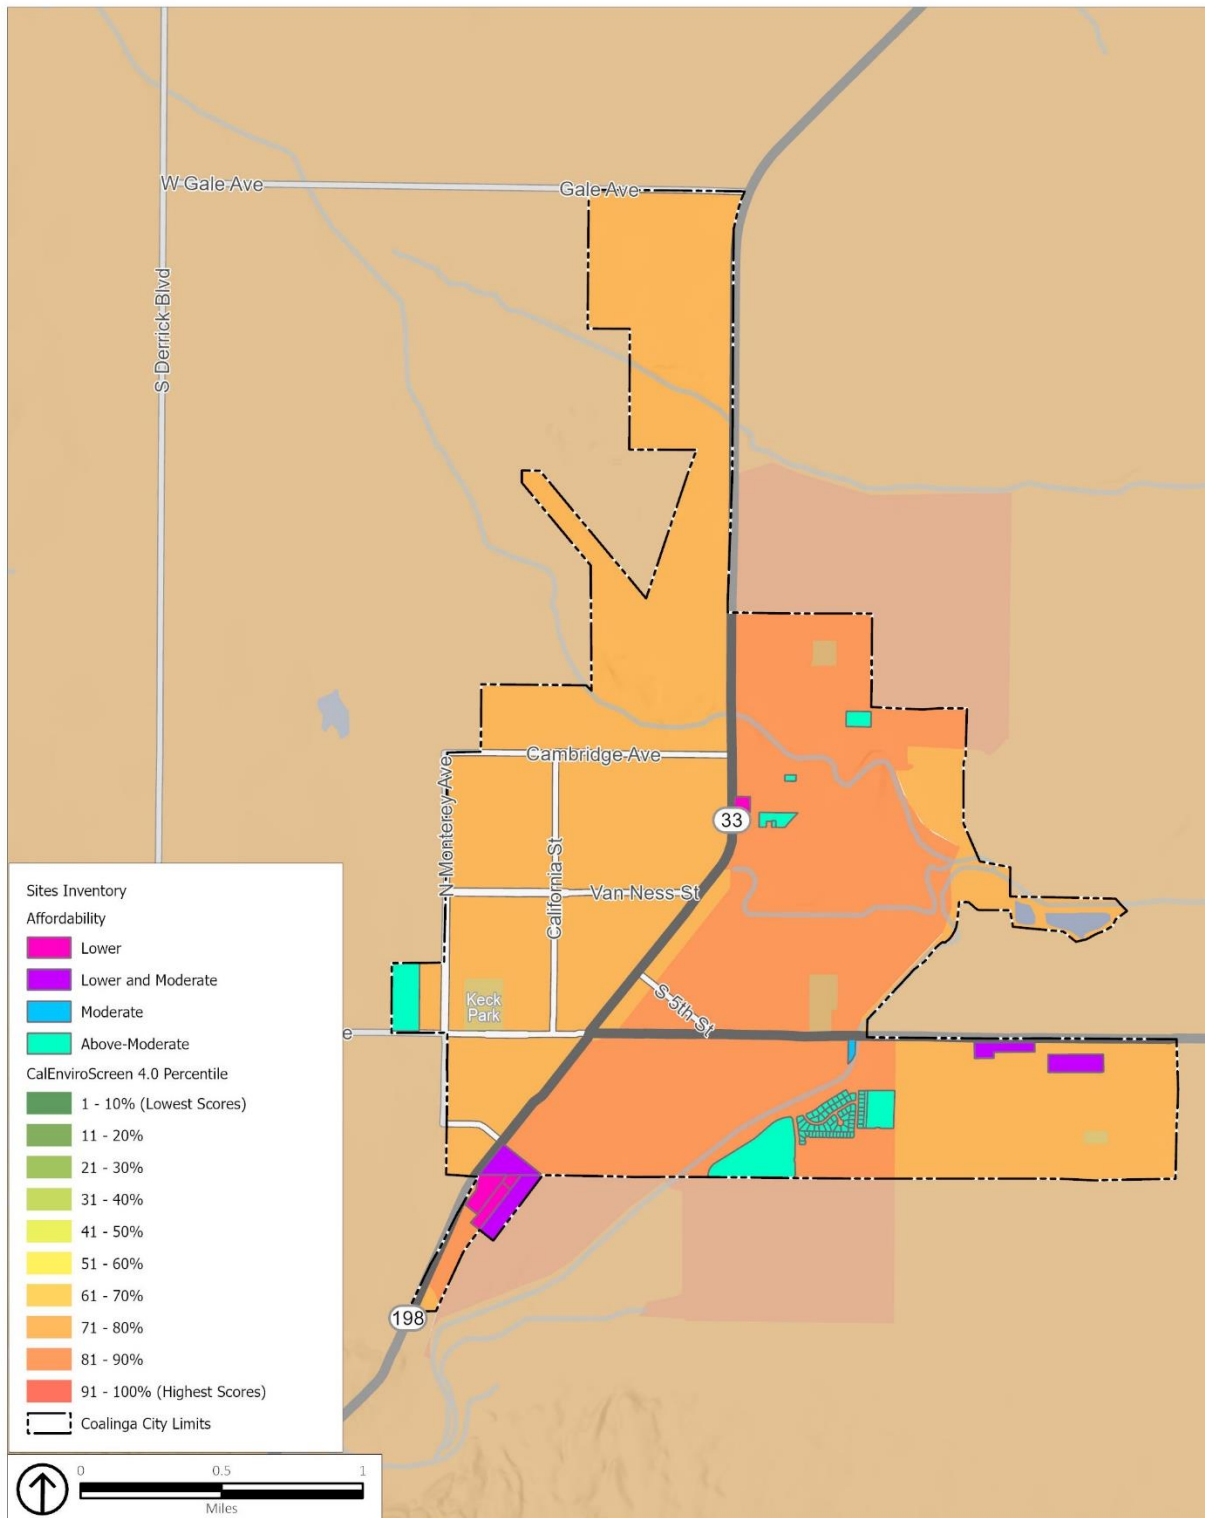 W Gale Ave
Gale Ave
S Derrick Blvd
Cambridge Ave
N Monterey Ave
California St
33
Van Ness St
Keck
Park
S 5th St
e
198
Sites Inventory
Affordability
Lower
Lower and Moderate
Moderate
Above-Moderate
CalEnviroScreen 4.0 Percentile
1 - 10% (Lowest Scores)
11 - 20%
21 - 30%
31 - 40%
41 - 50%
51 - 60%
61 - 70%
71 - 80%
81 - 90%
91 - 100% (Highest Scores)
Coalinga City Limits
0 0.5 1
Miles